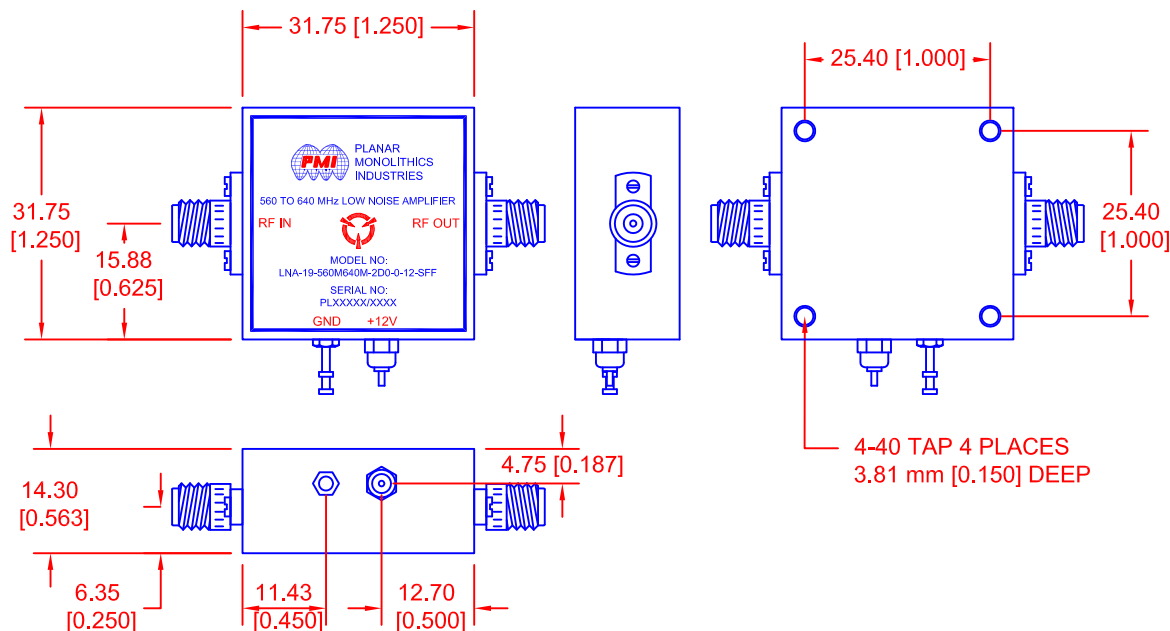 31.75 [1.250]
25.40 [1.000]
PMI
PLANAR
MONOLITHICS
INDUSTRIES
560 TO 640 MHz LOW NOISE AMPLIFIER
RF IN
RF OUT
MODEL NO:
LNA-19-560M640M-2D0-0-12-SFF
SERIAL NO:
PLXXXXX/XXXX
GND
+12V
31.75
[1.250]
15.88
[0.625]
25.40
[1.000]
4-40 TAP 4 PLACES
3.81 mm [0.150] DEEP
4.75 [0.187]
14.30
[0.563]
6.35
[0.250]
11.43
[0.450]
12.70
[0.500]